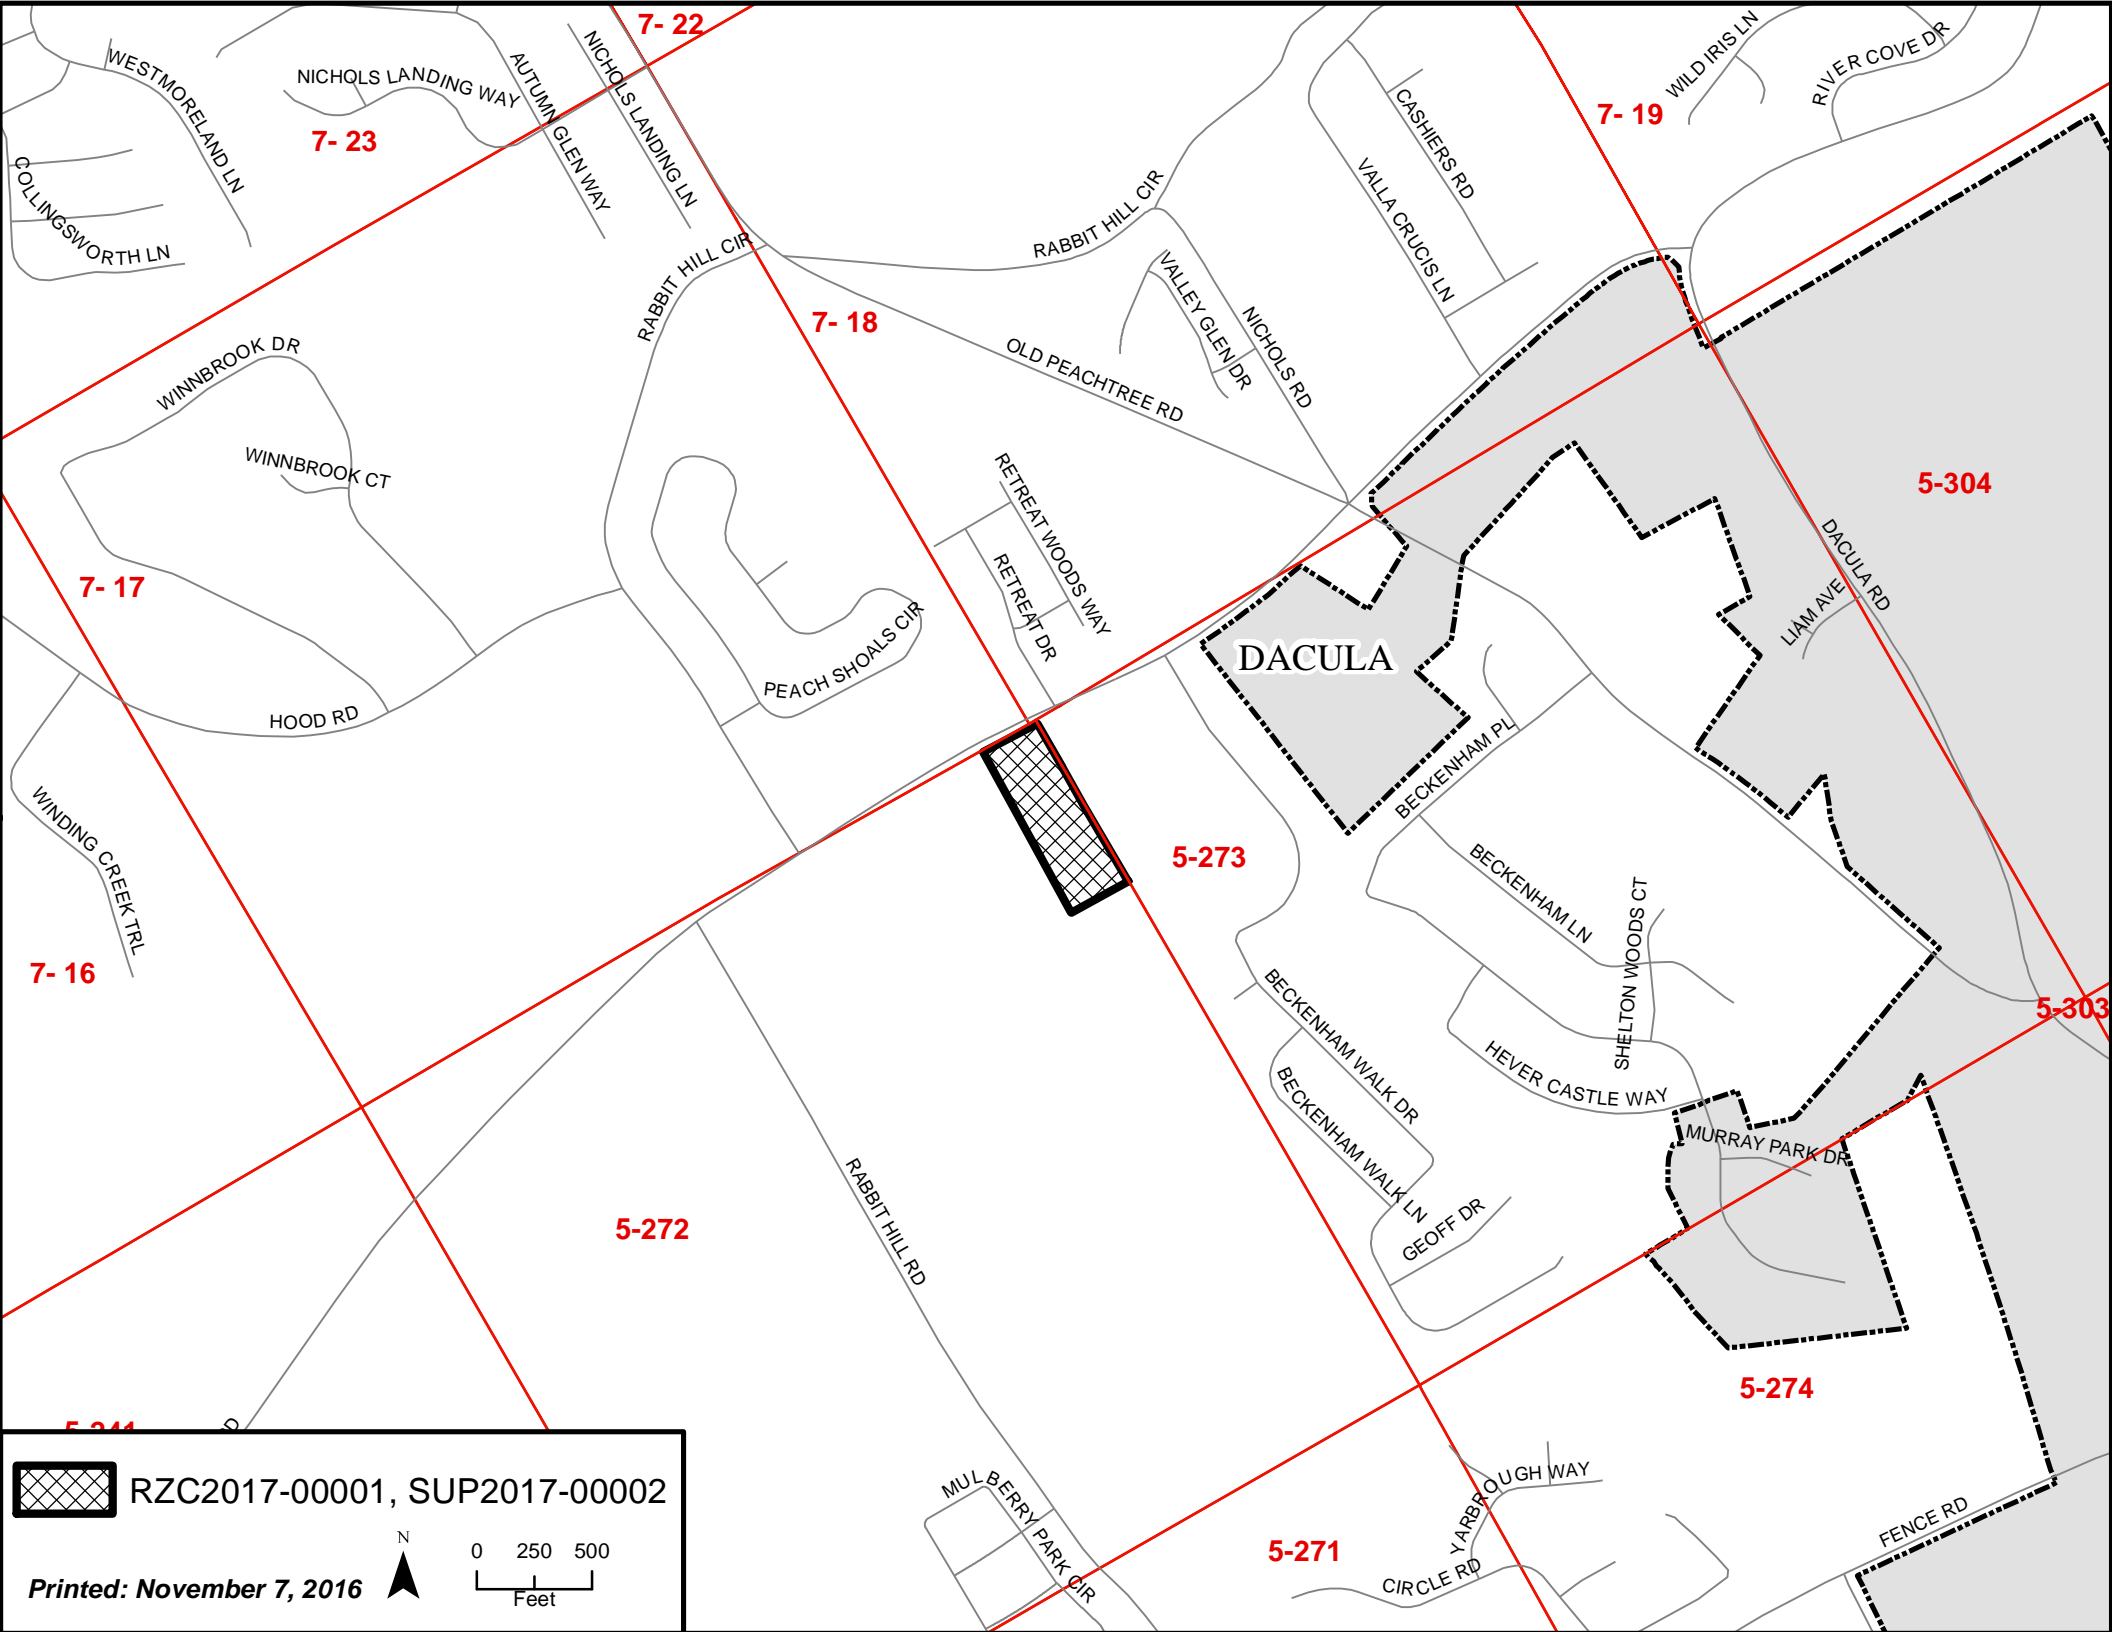 7- 22
WILD IRIS LN
RIVER COVE DR
WESTMORELAND LN
NICHOLS LANDING WAY
AUTUMN GLEN WAY
NICHOLS LANDING LN
CASHIERS RD
7- 19
7- 23
COLLINGSWORTH LN
RABBIT HILL CIR
RABBIT HILL CIR
VALLA CRUCIS LN
VALLEY GLEN DR
NICHOLS RD
7- 18
WINNBROOK DR
OLD PEACHTREE RD
WINNBROOK CT
RETREAT WOODS WAY
5-304
DACULA RD
7- 17
RETREAT DR
LIAM AVE
DACULA
PEACH SHOALS CIR
HOOD RD
BECKENHAM PL
WINDING CREEK TRL
5-273
BECKENHAM LN
SHELTON WOODS CT
7- 16
BECKENHAM WALK DR
5-303
HEVER CASTLE WAY
BECKENHAM WALK LN
MURRAY PARK DR
RABBIT HILL RD
5-272
GEOFF DR
5-274
5-241
D
MULBERRY PARK CIR
YARBROUGH WAY
FENCE RD
5-271
CIRCLE RD
RZC2017-00001, SUP2017-00002
N
0 250 500
Feet
Printed: November 7, 2016